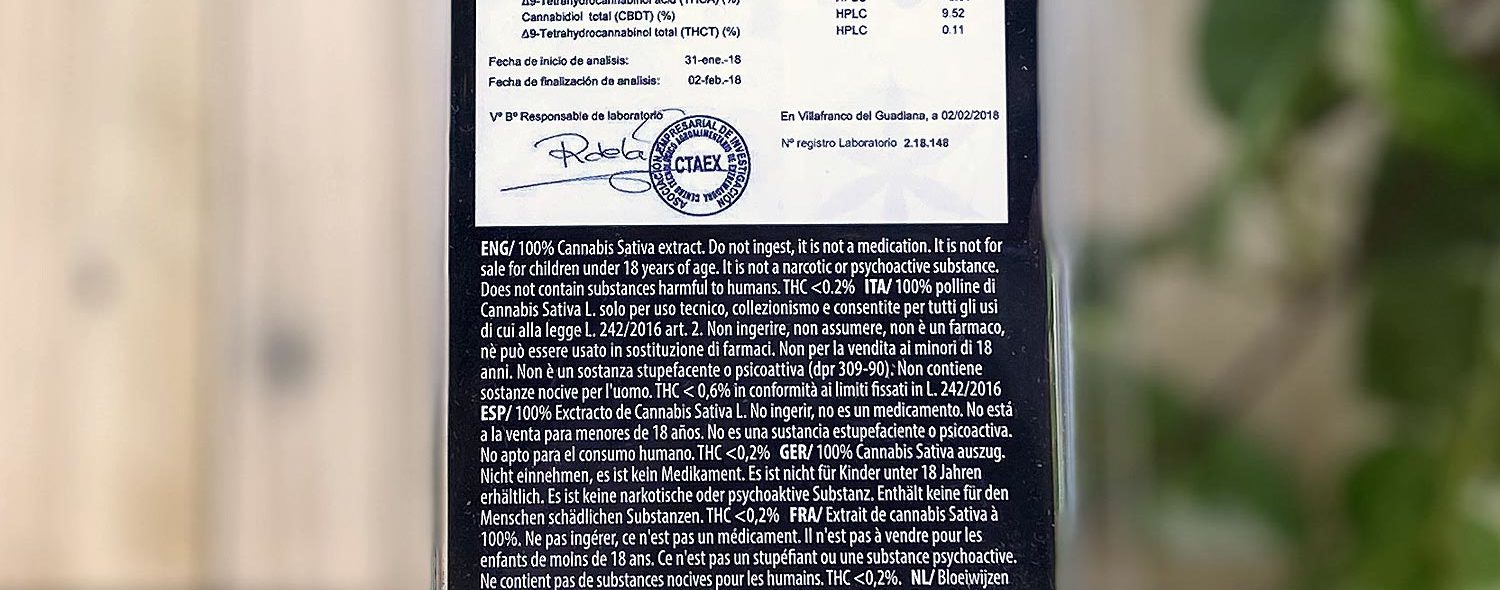 Δ9-Tetrahydrocannabinol acid (THCA) (%) HPLC
Cannabidiol total (CBDT) (%) HPLC 9.52
Δ9-Tetrahydrocannabinol total (THCT) (%) HPLC 0.11
Fecha de inicio de analisis: 31-ene.-18
Fecha de finalización de analisis: 02-feb.-18
Vº Bº Responsable de laboratorio En Villafranco del Guadiana, a 02/02/2018
Nº registro Laboratorio 2.18.148
ASOCIACIÓN EMPRESARIAL DE INVESTIGACIÓN
CENTRO TECNOLÓGICO AGROALIMENTARIO DE EXTREMADURA
CTAEX
ENG/ 100% Cannabis Sativa extract. Do not ingest, it is not a medication. It is not for
sale for children under 18 years of age. It is not a narcotic or psychoactive substance.
Does not contain substances harmful to humans. THC <0.2% ITA/ 100% polline di
Cannabis Sativa L. solo per uso tecnico, collezionismo e consentite per tutti gli usi
di cui alla legge L. 242/2016 art. 2. Non ingerire, non assumere, non è un farmaco,
nè può essere usato in sostituzione di farmaci. Non per la vendita ai minori di 18
anni. Non è un sostanza stupefacente o psicoattiva (dpr 309-90). Non contiene
sostanze nocive per l'uomo. THC < 0,6% in conformità ai limiti fissati in L. 242/2016
ESP/ 100% Exctracto de Cannabis Sativa L. No ingerir, no es un medicamento. No está
a la venta para menores de 18 años. No es una sustancia estupefaciente o psicoactiva.
No apto para el consumo humano. THC <0,2% GER/ 100% Cannabis Sativa auszug.
Nicht einnehmen, es ist kein Medikament. Es ist nicht für Kinder unter 18 Jahren
erhältlich. Es ist keine narkotische oder psychoaktive Substanz. Enthält keine für den
Menschen schädlichen Substanzen. THC <0,2% FRA/ Extrait de cannabis Sativa à
100%. Ne pas ingérer, ce n'est pas un médicament. Il n'est pas à vendre pour les
enfants de moins de 18 ans. Ce n'est pas un stupéfiant ou une substance psychoactive.
Ne contient pas de substances nocives pour les humains. THC <0,2%. NL/ Bloeiwijzen